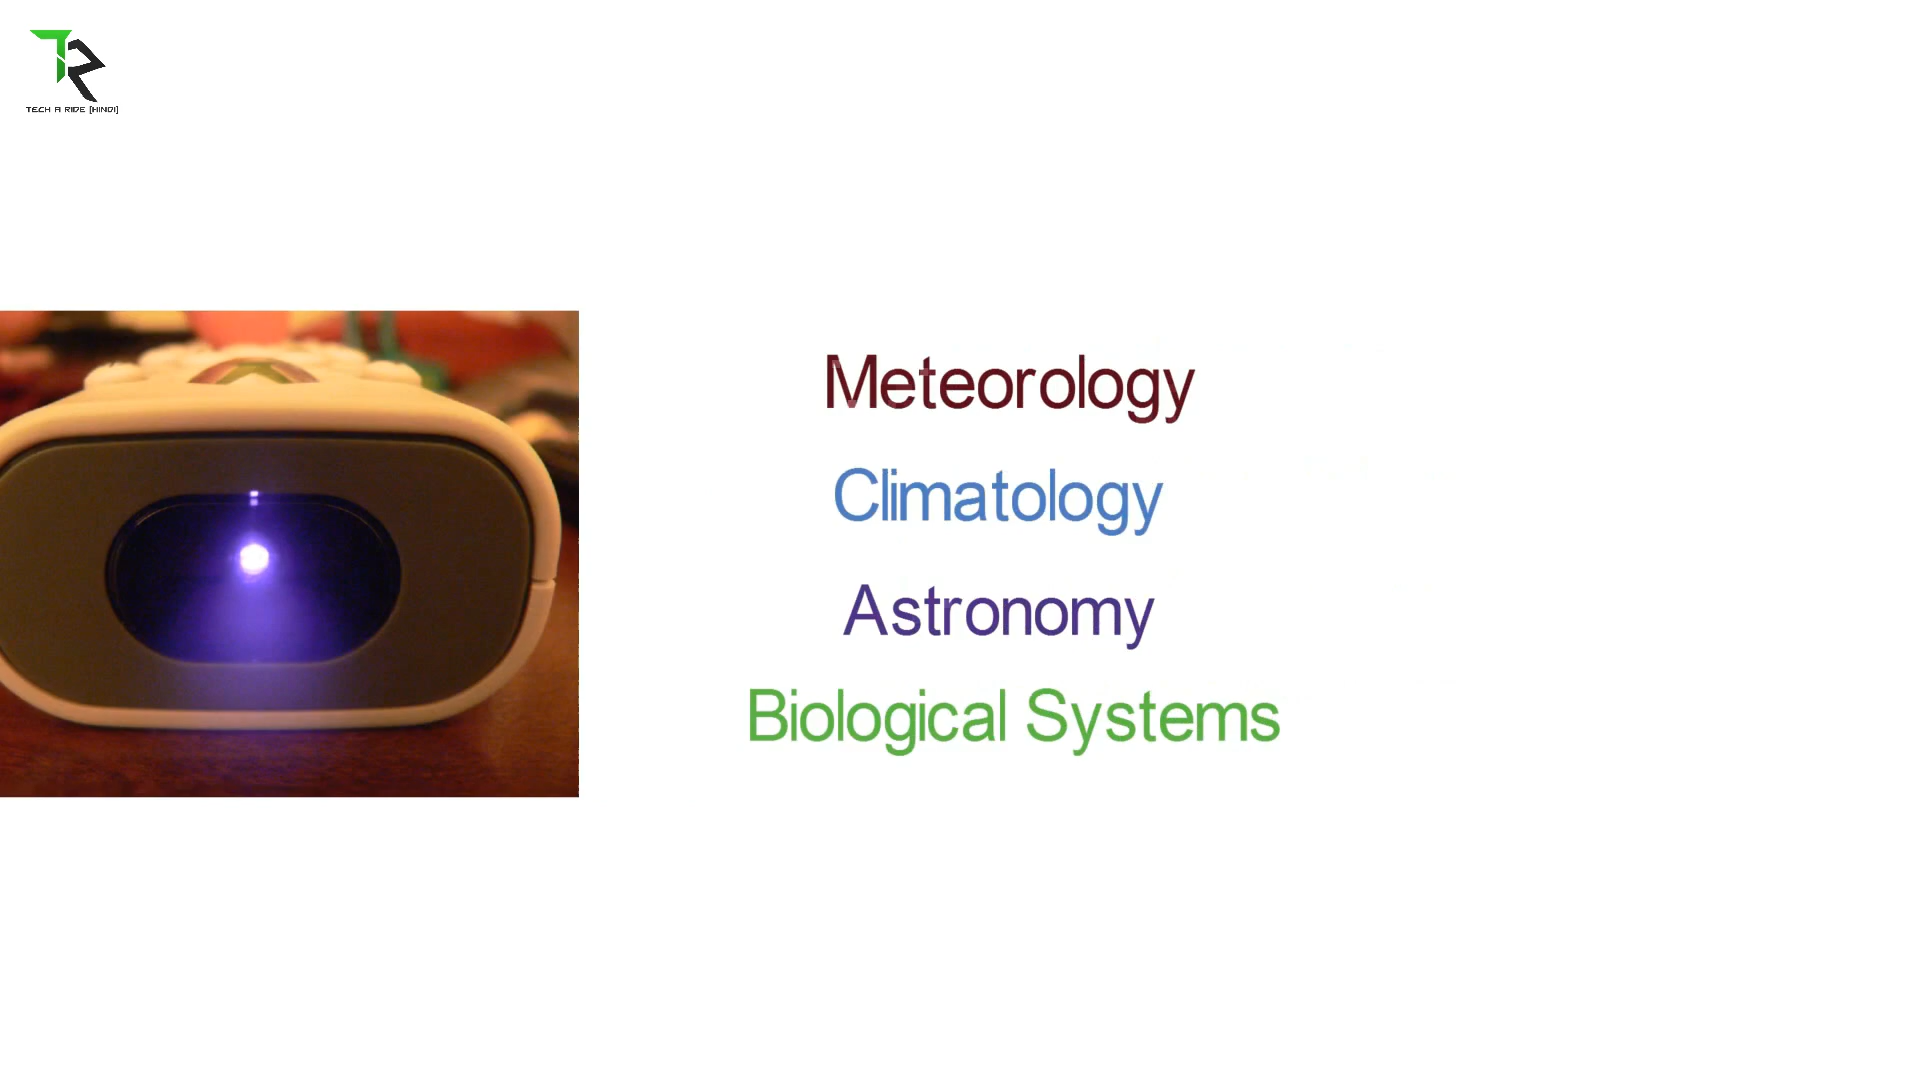 TECH A RIDE [HINDI]
Meteorology
Climatology
Astronomy
Biological Systems